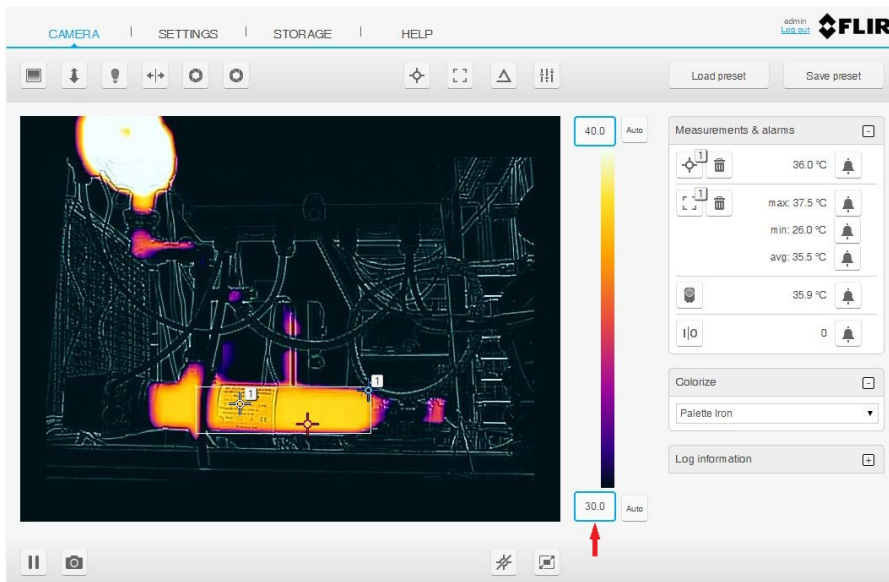 CAMERA | SETTINGS | STORAGE | HELP
admin
Log out
FLIR
Load preset
Save preset
40.0 Auto
Measurements & alarms
1 36.0 °C
1 max: 37.5 °C
min: 26.0 °C
avg: 35.5 °C
35.9 °C
I|O 0
1
1
Colorize
Palette Iron
Log information
30.0 Auto